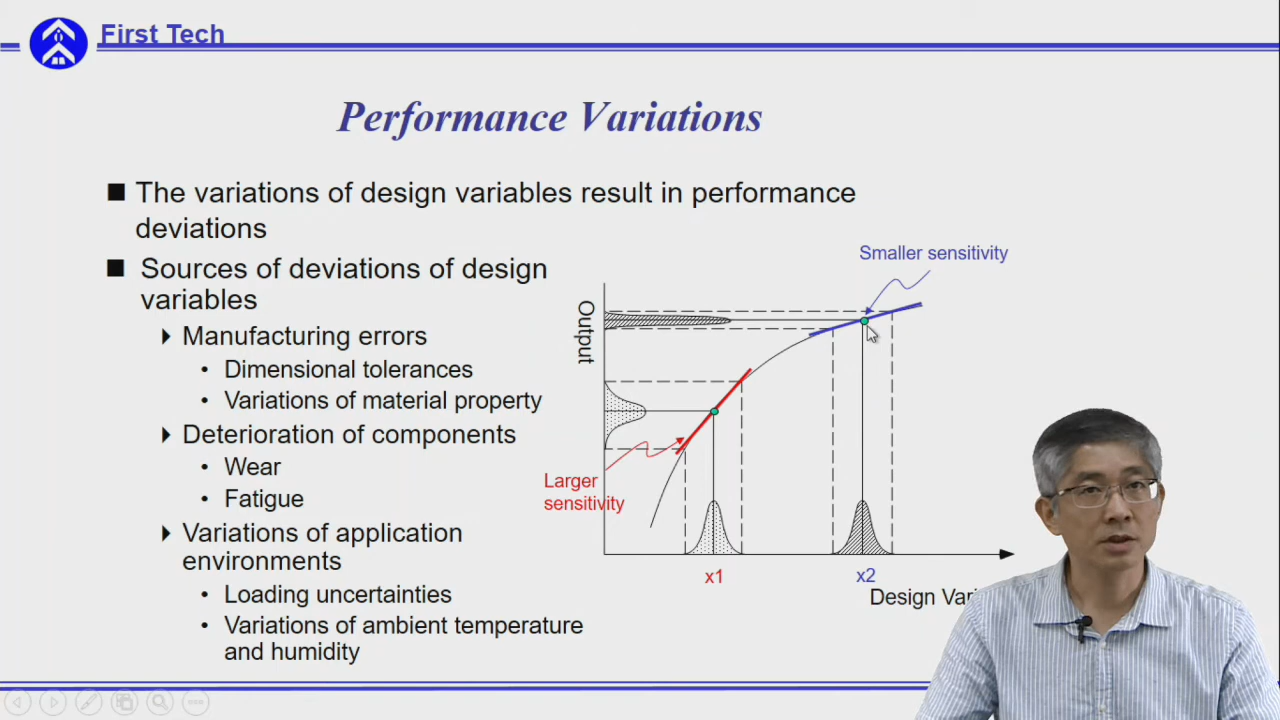 First Tech
Performance Variations
The variations of design variables result in performance
deviations
Sources of deviations of design
variables
Manufacturing errors
Dimensional tolerances
Variations of material property
Deterioration of components
Wear
Fatigue
Variations of application
environments
Loading uncertainties
Variations of ambient temperature
and humidity
Smaller sensitivity
Output
Larger
sensitivity
x1
x2
Design